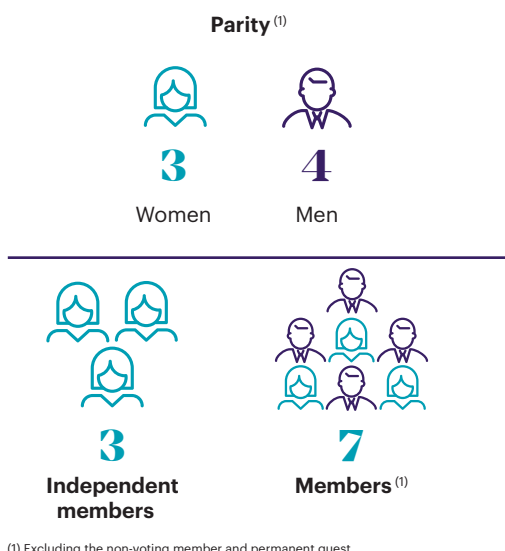 Parity (1)
3 4
Women Men
3 7
Independent members Members (1)
(1) Excluding the non-voting member and permanent guest